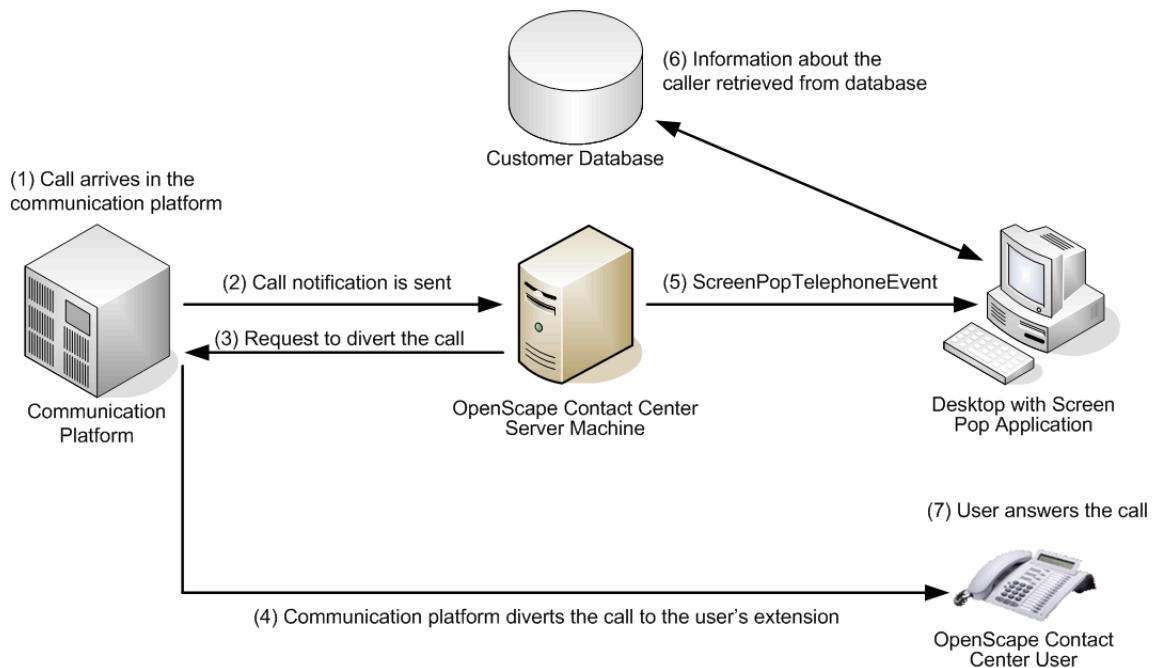 (6) Information about the
caller retrieved from database
Customer Database
(1) Call arrives in the
communication platform
(2) Call notification is sent
(5) ScreenPopTelephoneEvent
(3) Request to divert the call
Communication
Platform
OpenScape Contact Center
Server Machine
Desktop with Screen
Pop Application
(7) User answers the call
(4) Communication platform diverts the call to the user's extension
OpenScape Contact
Center User